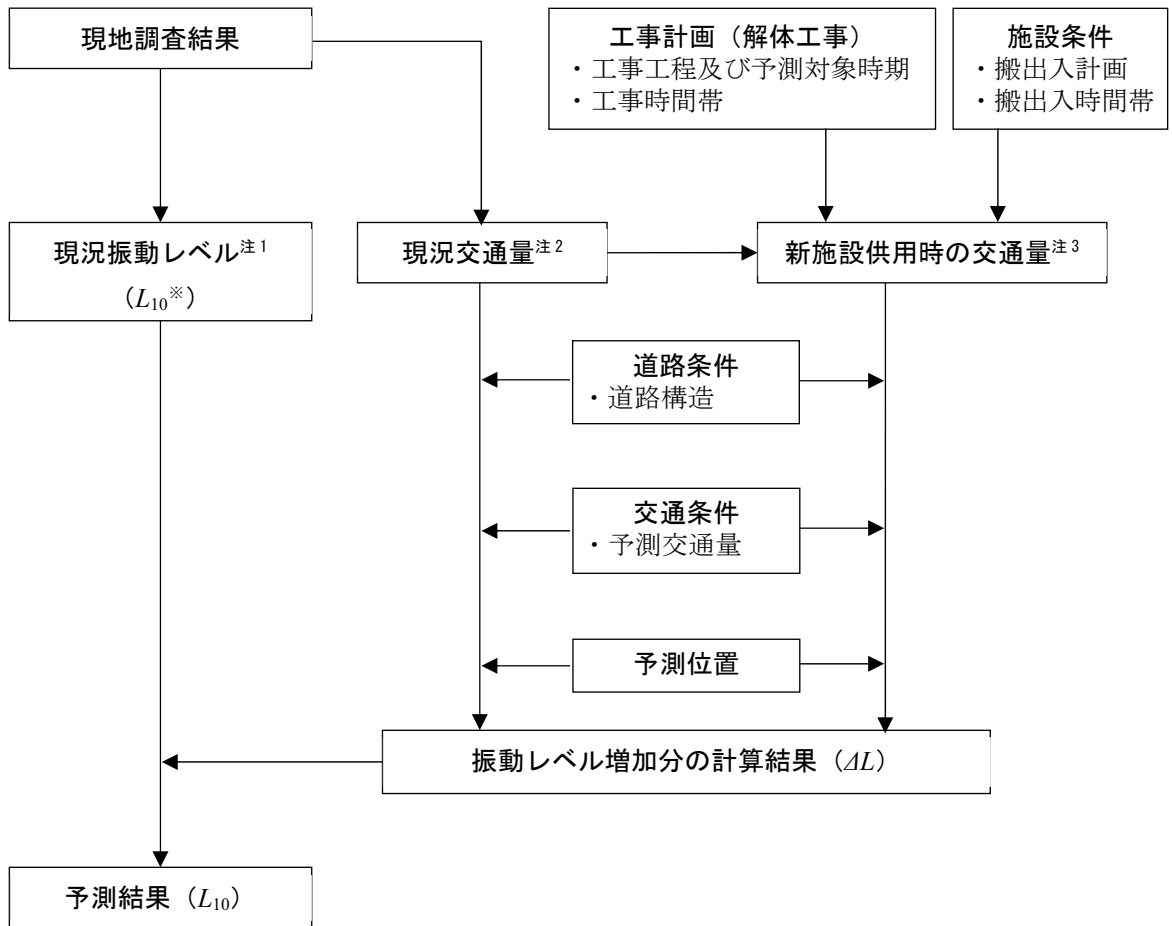 現地調査結果
工事計画（解体工事）
・工事工程及び予測対象時期
・工事時間帯
施設条件
・搬出入計画
・搬出入時間帯
現況振動レベル注1
（L10※）
現況交通量注2
新施設供用時の交通量注3
道路条件
・道路構造
交通条件
・予測交通量
予測位置
振動レベル増加分の計算結果（ΔL）
予測結果（L10）